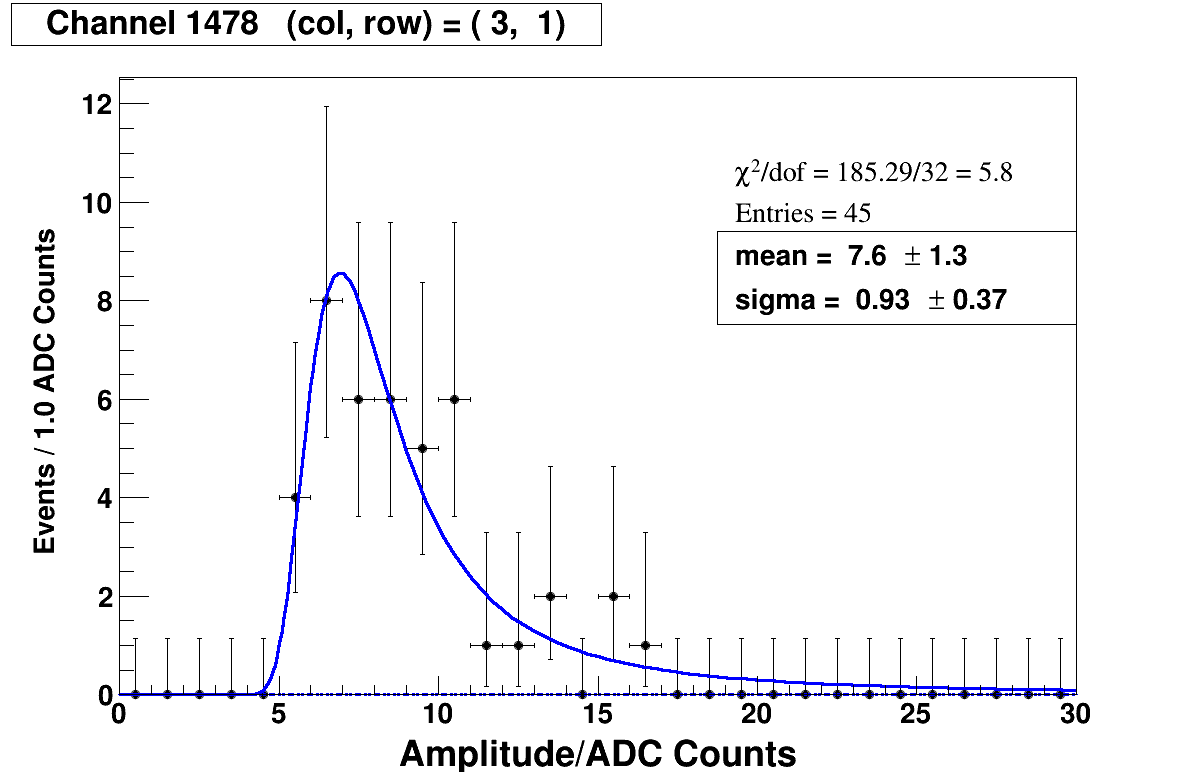 Channel 1478 (col, row) = ( 3, 1)
12
10
8
6
4
2
0
Events / 1.0 ADC Counts
χ²/dof = 185.29/32 = 5.8
Entries = 45
mean = 7.6 ± 1.3
sigma = 0.93 ± 0.37
0 5 10 15 20 25 30
Amplitude/ADC Counts